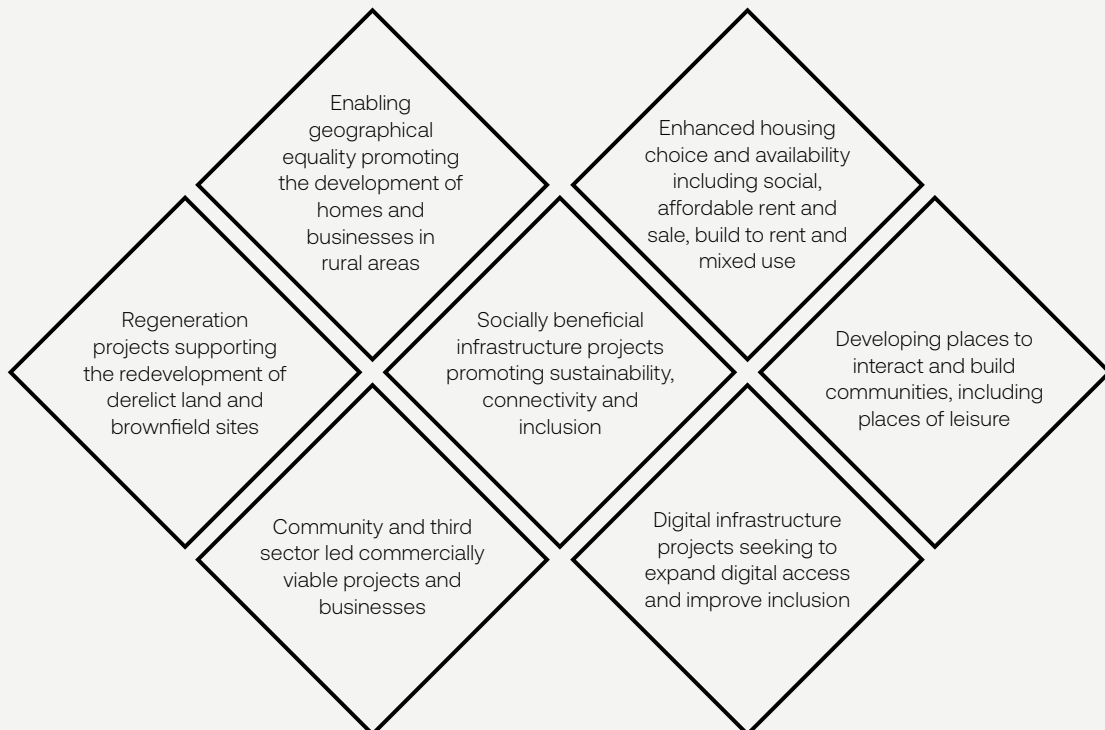 Enabling
geographical
equality promoting
the development of
homes and
businesses in
rural areas
Enhanced housing
choice and availability
including social,
affordable rent and
sale, build to rent and
mixed use
Regeneration
projects supporting
the redevelopment of
derelict land and
brownfield sites
Socially beneficial
infrastructure projects
promoting sustainability,
connectivity and
inclusion
Developing places to
interact and build
communities, including
places of leisure
Community and third
sector led commercially
viable projects and
businesses
Digital infrastructure
projects seeking to
expand digital access
and improve inclusion